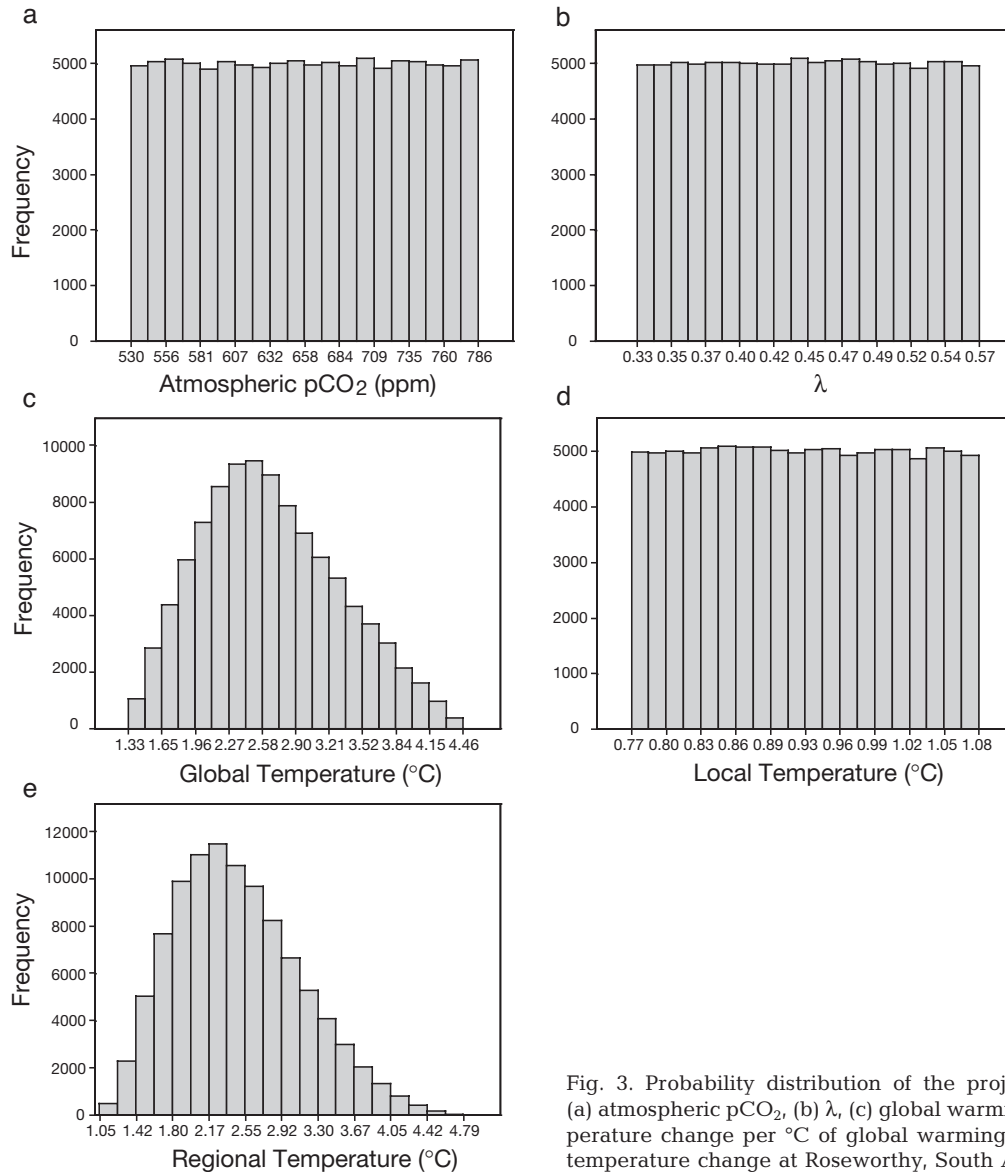 a
5000
4000
3000
2000
1000
0
Frequency
530 556 581 607 632 658 684 709 735 760 786
Atmospheric pCO₂ (ppm)
b
5000
4000
3000
2000
1000
0
0.33 0.35 0.37 0.40 0.42 0.45 0.47 0.49 0.52 0.54 0.57
λ
c
10000
8000
6000
4000
2000
0
Frequency
1.33 1.65 1.96 2.27 2.58 2.90 3.21 3.52 3.84 4.15 4.46
Global Temperature (°C)
d
5000
4000
3000
2000
1000
0
0.77 0.80 0.83 0.86 0.89 0.93 0.96 0.99 1.02 1.05 1.08
Local Temperature (°C)
e
12000
10000
8000
6000
4000
2000
0
Frequency
1.05 1.42 1.80 2.17 2.55 2.92 3.30 3.67 4.05 4.42 4.79
Regional Temperature (°C)
Fig. 3. Probability distribution of the proj
(a) atmospheric pCO₂, (b) λ, (c) global warm
perature change per °C of global warming
temperature change at Roseworthy, South